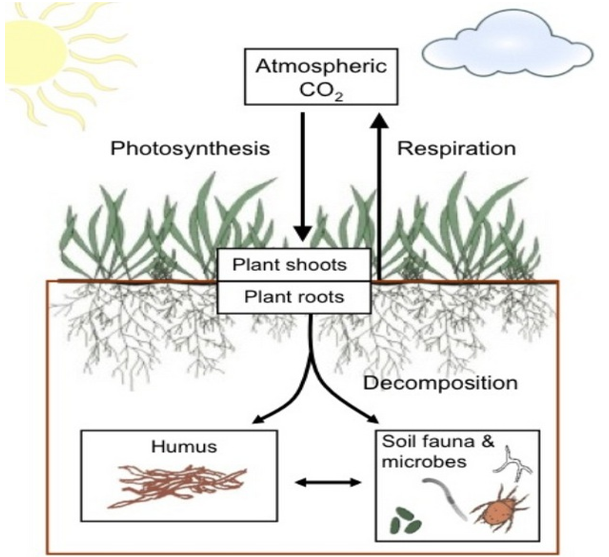 Atmospheric
CO₂
Photosynthesis
Respiration
Plant shoots
Plant roots
Decomposition
Humus
Soil fauna &
microbes